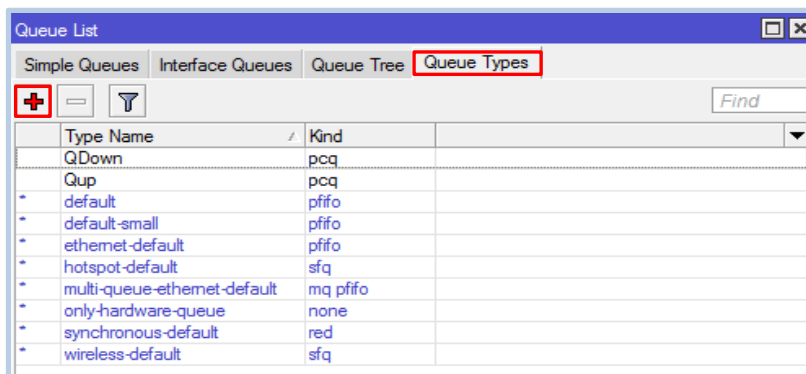 Queue List
Simple Queues Interface Queues Queue Tree Queue Types
Find
Type Name Kind
QDown pcq
Qup pcq
* default pfifo
* default-small pfifo
* ethernet-default pfifo
* hotspot-default sfq
* multi-queue-ethernet-default mq pfifo
* only-hardware-queue none
* synchronous-default red
* wireless-default sfq